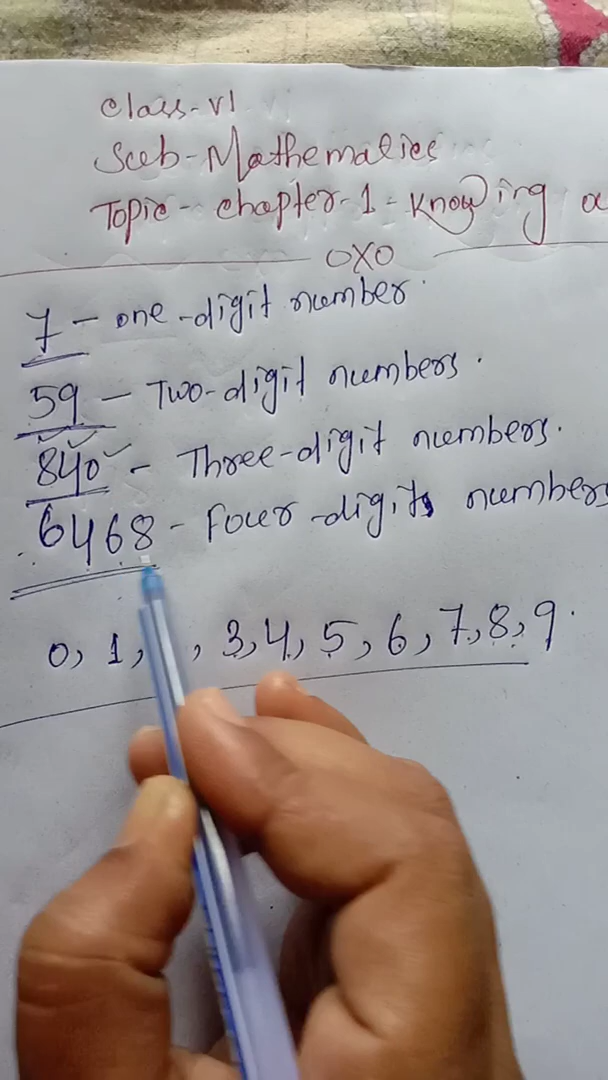 Class-VI
Sub-Mathematics
Topic- Chapter-1-Knowing
OXO
7 - one-digit number.
59 - Two-digit numbers.
840 - Three-digit numbers.
6468 - Four-digits numbers
0, 1, , 3, 4, 5, 6, 7, 8, 9.